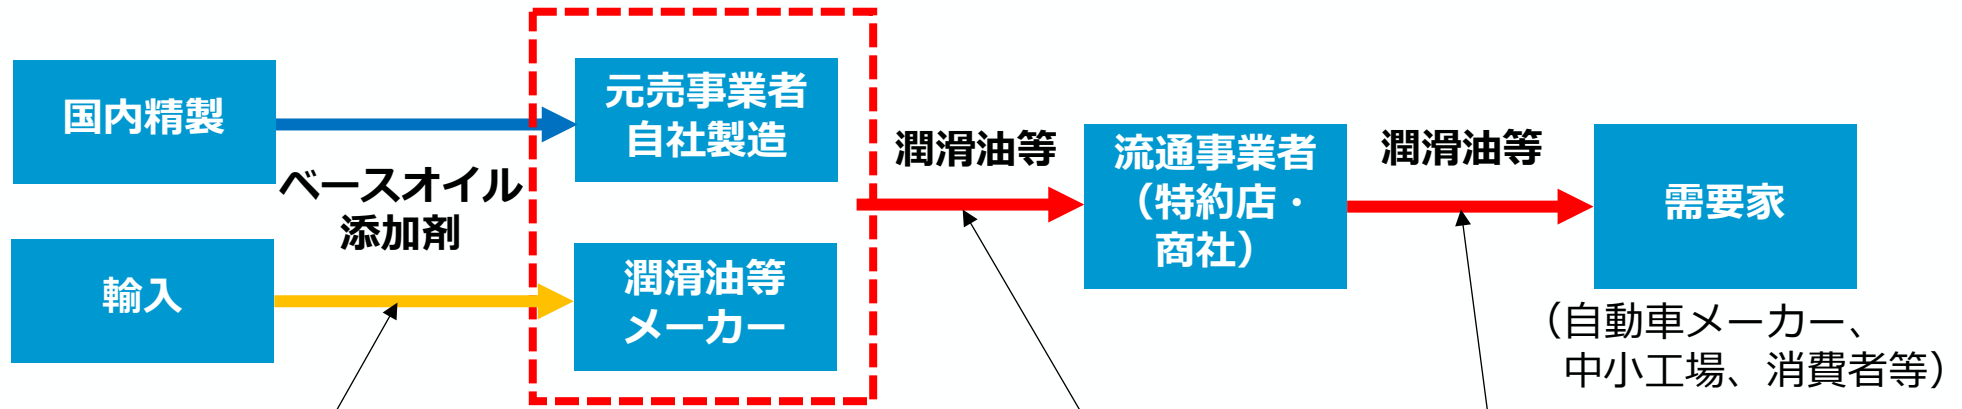 国内精製
輸入
ベースオイル
添加剤
元売事業者
自社製造
潤滑油等
メーカー
潤滑油等
流通事業者
（特約店・
商社）
潤滑油等
需要家
（自動車メーカー、
中小工場、消費者等）